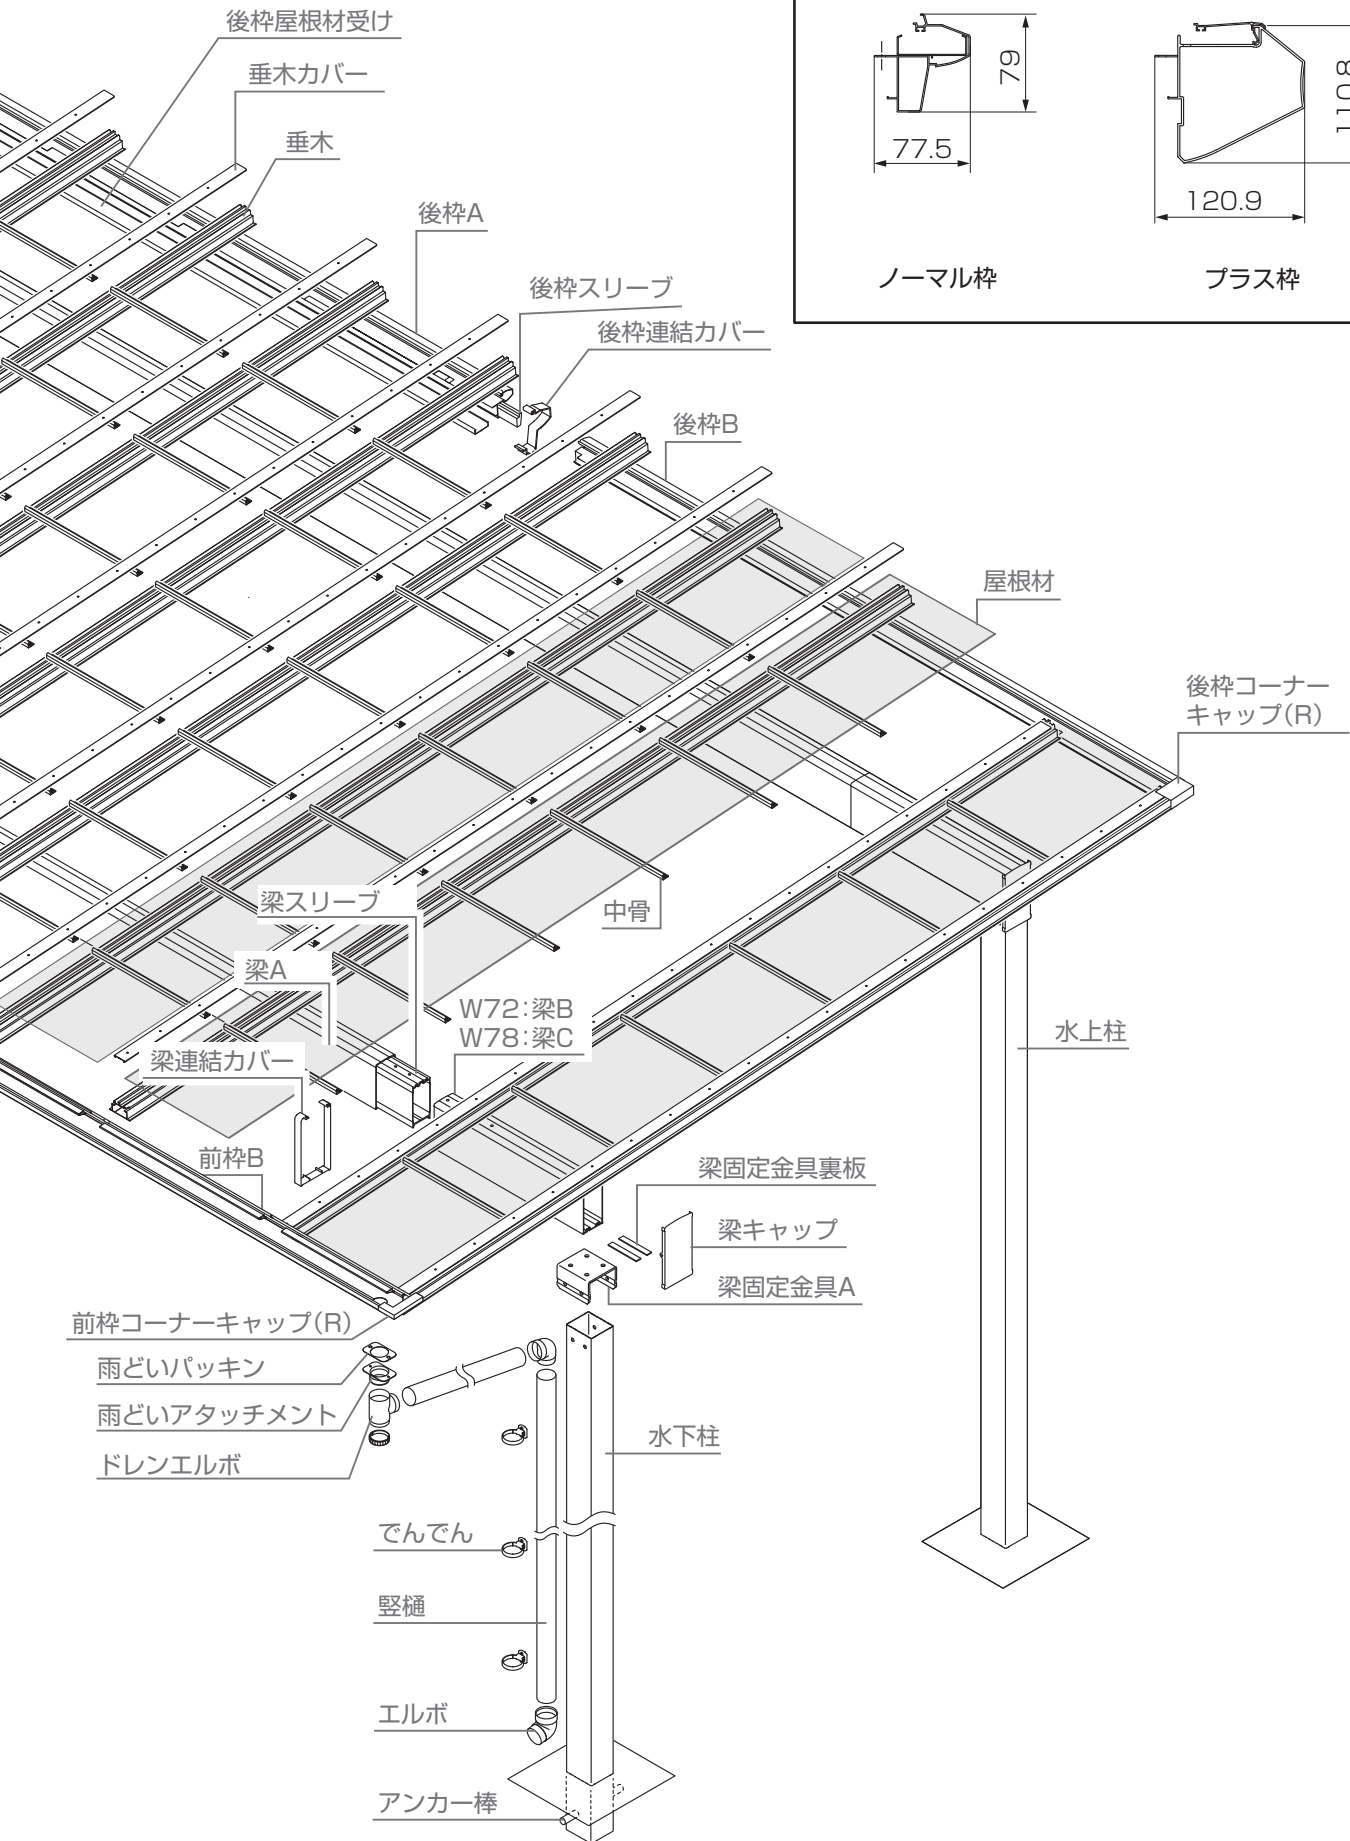 後枠屋根材受け
垂木カバー
垂木
後枠A
後枠スリーブ
後枠連結カバー
後枠B
79
77.5
110.8
120.9
ノーマル枠
プラス枠
屋根材
後枠コーナー
キャップ(R)
梁スリーブ
中骨
梁A
W72:梁B
W78:梁C
水上柱
梁連結カバー
前枠B
梁固定金具裏板
梁キャップ
梁固定金具A
前枠コーナーキャップ(R)
雨どいパッキン
雨どいアタッチメント
ドレンエルボ
水下柱
でんでん
竪樋
エルボ
アンカー棒